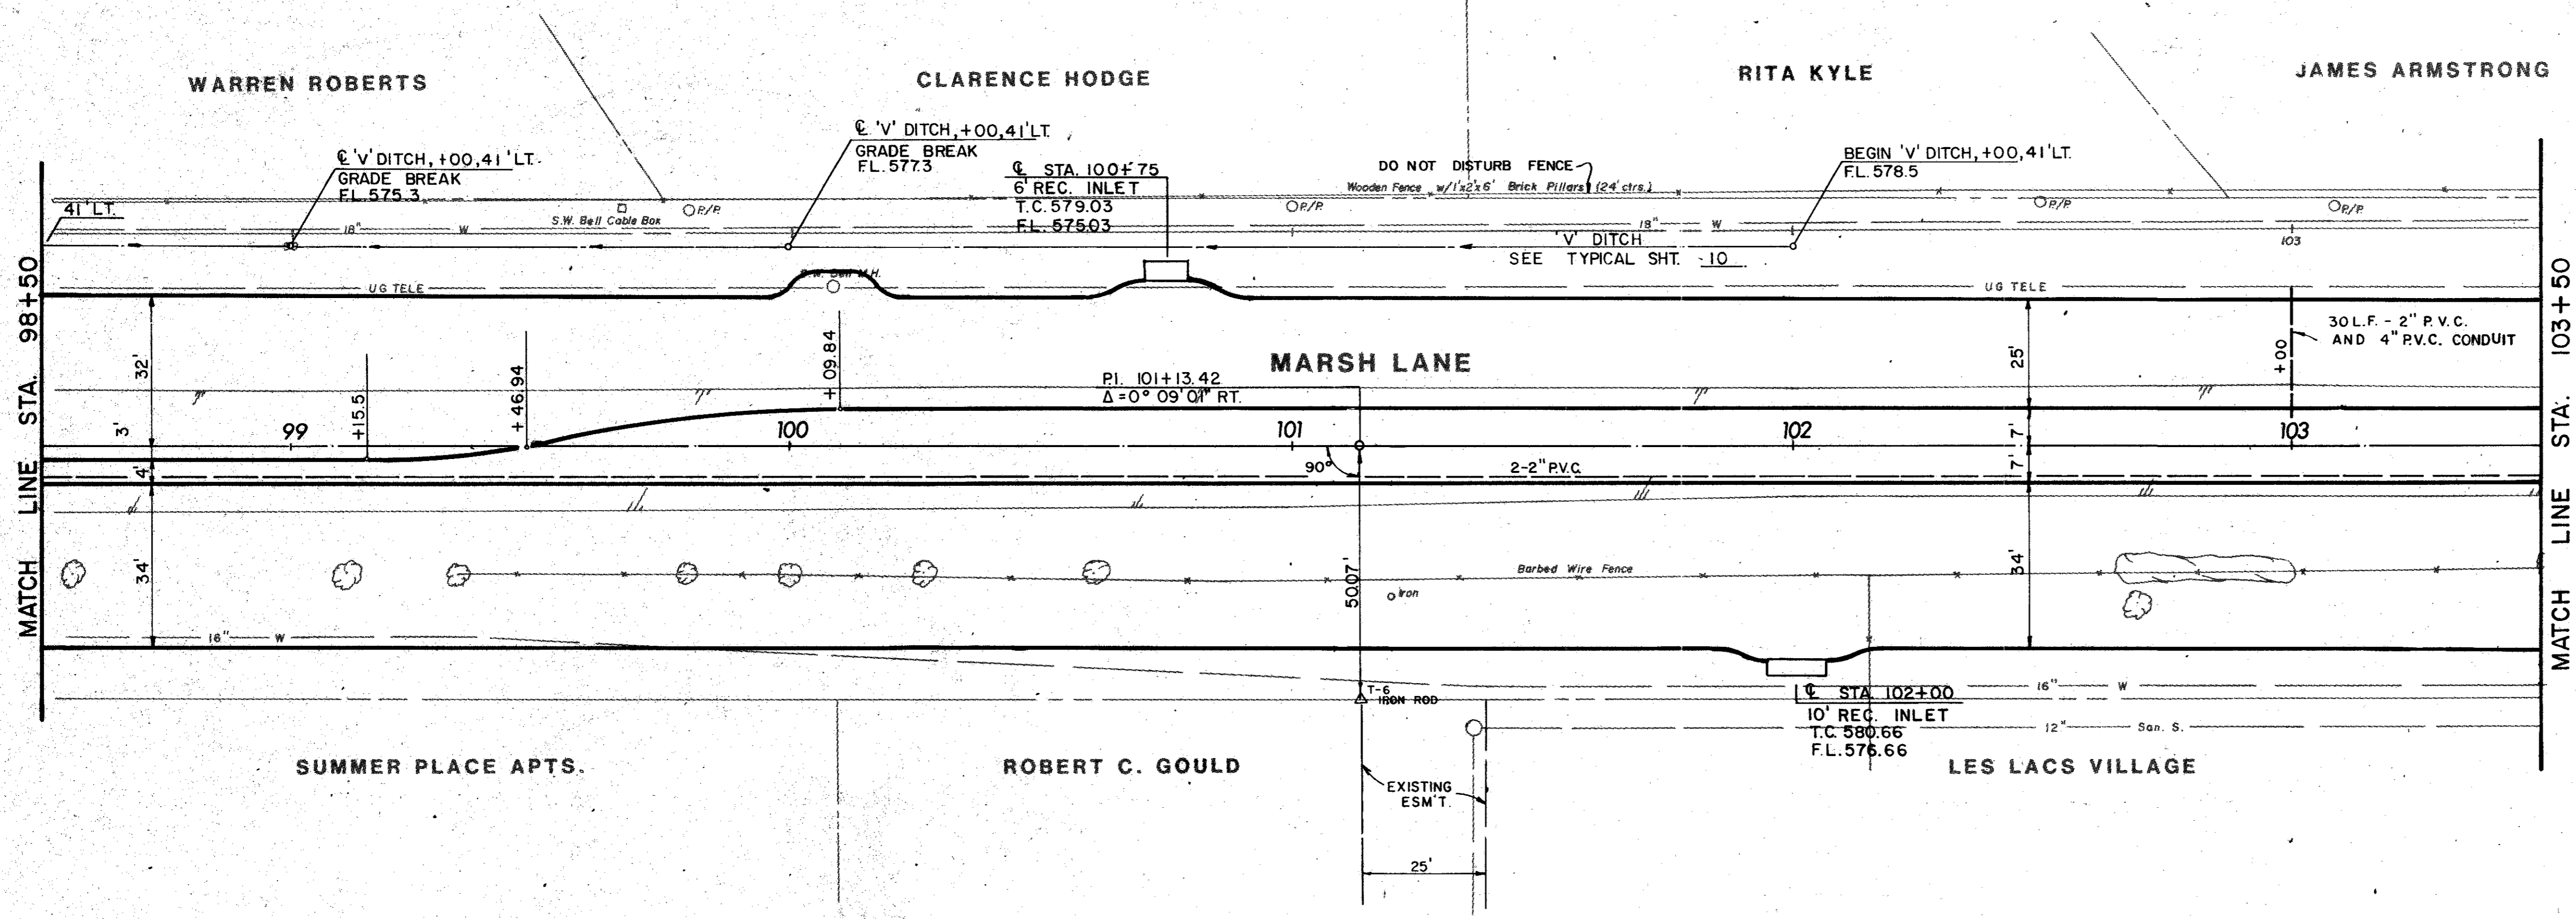 WARREN ROBERTS
CLARENCE HODGE
RITA KYLE
JAMES ARMSTRONG
℄ 'V' DITCH, +00, 41' LT.
GRADE BREAK
F.L. 575.3
℄ 'V' DITCH, +00, 41' LT.
GRADE BREAK
F.L. 577.3
℄ STA. 100+75
6' REC. INLET
T.C. 579.03
F.L. 575.03
DO NOT DISTURB FENCE
Wooden Fence w/1'x2'x6' Brick Pillars (24' ctrs.)
BEGIN 'V' DITCH, +00, 41' LT.
F.L. 578.5
41' LT.
S.W. Bell Cable Box
P/P
P/P
P/P
P/P
18" W
18" W
'V' DITCH
SEE TYPICAL SHT. 10
103
S.W. Bell M.H.
UG TELE
UG TELE
MATCH LINE STA. 98+50
MATCH LINE STA. 103+50
32'
3'
4'
34'
+15.51
+46.94
+09.84
MARSH LANE
P.I. 101+13.42
Δ = 0° 09' 01" RT.
25'
7'
7'
34'
+00
30 L.F. - 2" P.V.C.
AND 4" P.V.C. CONDUIT
99
100
101
102
103
90°
2-2" P.V.C.
50.07'
Barbed Wire Fence
Iron
16" W
T-6
IRON ROD
16" W
℄ STA. 102+00
10' REC. INLET
T.C. 580.66
F.L. 576.66
12" San. S.
SUMMER PLACE APTS.
ROBERT C. GOULD
LES LACS VILLAGE
EXISTING
ESM'T.
25'